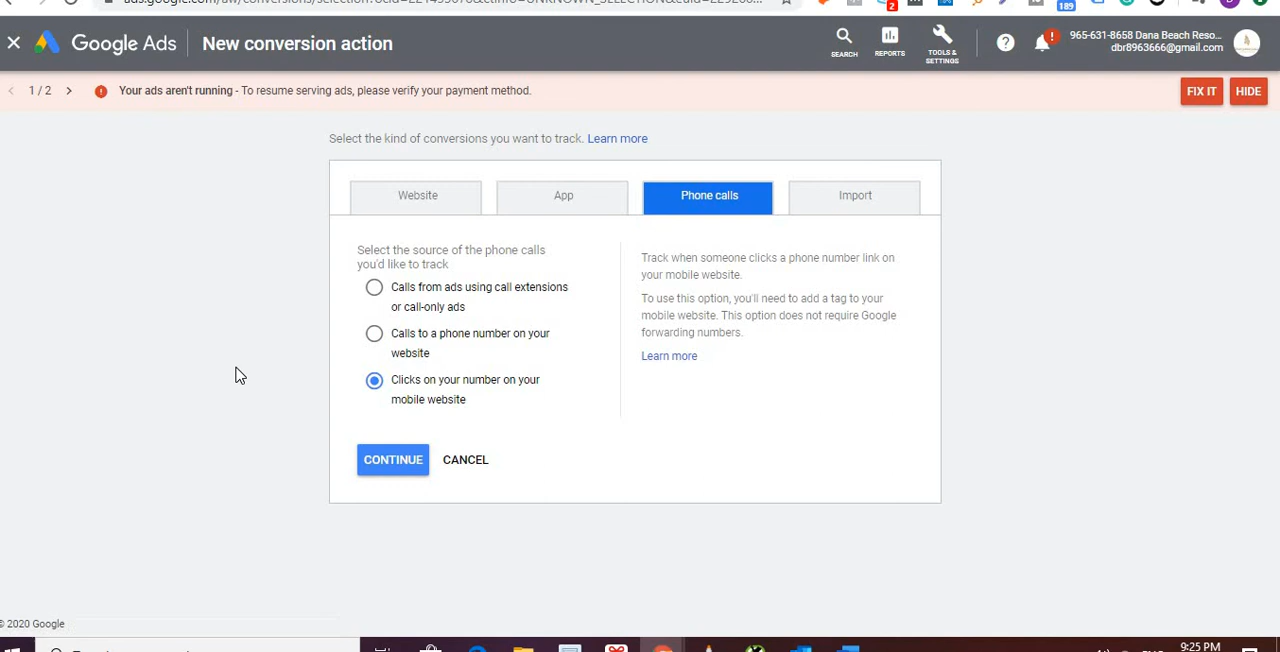 Google Ads New conversion action
2
189
SEARCH
REPORTS
TOOLS &
SETTINGS
!
965-631-8658 Dana Beach Reso...
dbr8963666@gmail.com
1 / 2
Your ads aren't running - To resume serving ads, please verify your payment method.
FIX IT
HIDE
Select the kind of conversions you want to track. Learn more
Website
App
Phone calls
Import
Select the source of the phone calls
you'd like to track
Calls from ads using call extensions
or call-only ads
Calls to a phone number on your
website
Clicks on your number on your
mobile website
Track when someone clicks a phone number link on
your mobile website.
To use this option, you'll need to add a tag to your
mobile website. This option does not require Google
forwarding numbers.
Learn more
CONTINUE
CANCEL
© 2020 Google
9:25 PM